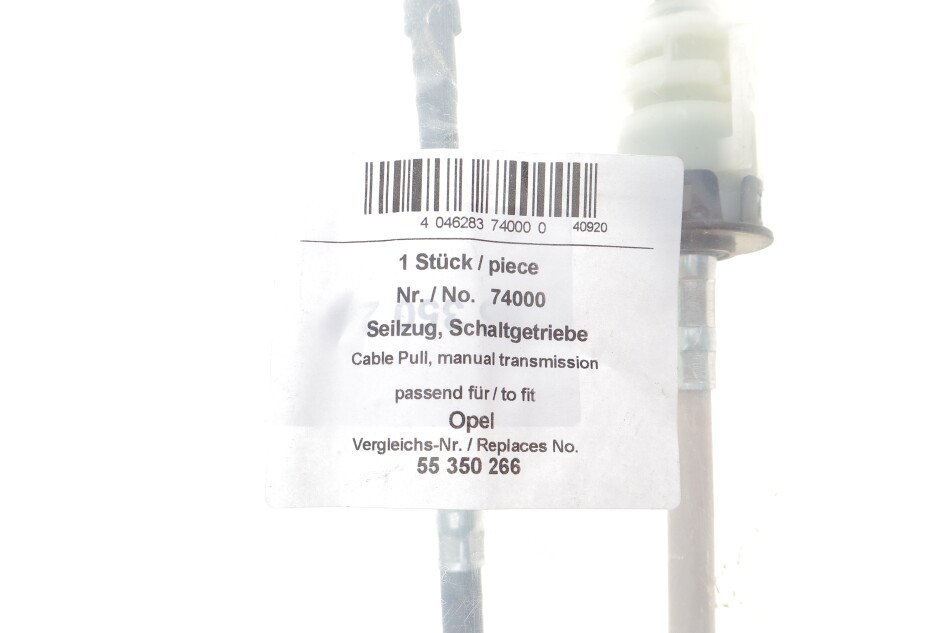 4 046283 74000 0 40920
1 Stück / piece
Nr. / No. 74000
Seilzug, Schaltgetriebe
Cable Pull, manual transmission
passend für / to fit
Opel
Vergleichs-Nr. / Replaces No.
55 350 266